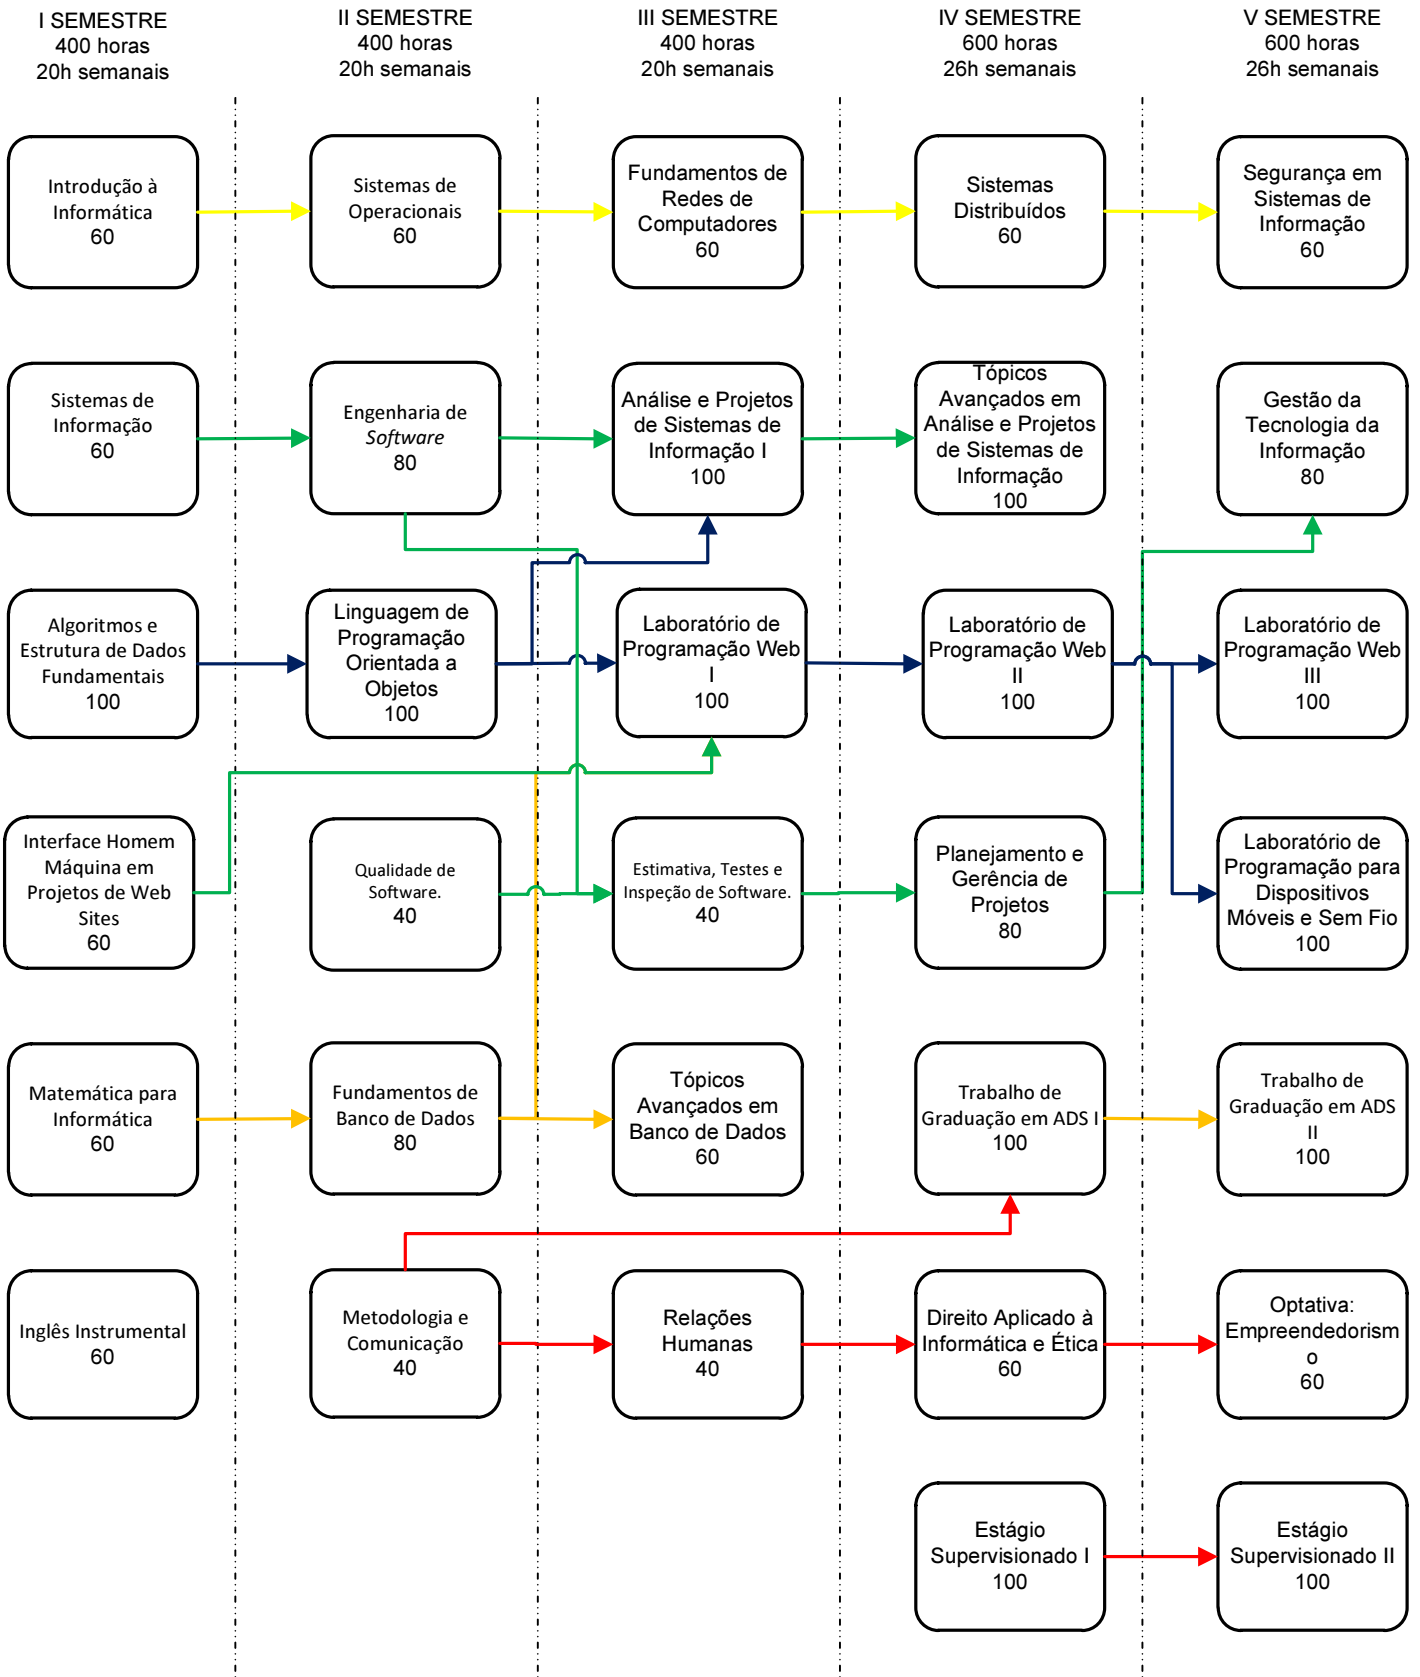 I SEMESTRE
400 horas
20h semanais
II SEMESTRE
400 horas
20h semanais
III SEMESTRE
400 horas
20h semanais
IV SEMESTRE
600 horas
26h semanais
V SEMESTRE
600 horas
26h semanais
Introdução à
Informática
60
Sistemas de
Operacionais
60
Fundamentos de
Redes de
Computadores
60
Sistemas
Distribuídos
60
Segurança em
Sistemas de
Informação
60
Sistemas de
Informação
60
Engenharia de
Software
80
Análise e Projetos
de Sistemas de
Informação I
100
Tópicos
Avançados em
Análise e Projetos
de Sistemas de
Informação
100
Gestão da
Tecnologia da
Informação
80
Algoritmos e
Estrutura de Dados
Fundamentais
100
Linguagem de
Programação
Orientada a
Objetos
100
Laboratório de
Programação Web
I
100
Laboratório de
Programação Web
II
100
Laboratório de
Programação Web
III
100
Interface Homem
Máquina em
Projetos de Web
Sites
60
Qualidade de
Software.
40
Estimativa, Testes e
Inspeção de Software.
40
Planejamento e
Gerência de
Projetos
80
Laboratório de
Programação para
Dispositivos
Móveis e Sem Fio
100
Matemática para
Informática
60
Fundamentos de
Banco de Dados
80
Tópicos
Avançados em
Banco de Dados
60
Trabalho de
Graduação em ADS I
100
Trabalho de
Graduação em ADS
II
100
Inglês Instrumental
60
Metodologia e
Comunicação
40
Relações
Humanas
40
Direito Aplicado à
Informática e Ética
60
Optativa:
Empreendedorism
o
60
Estágio
Supervisionado I
100
Estágio
Supervisionado II
100